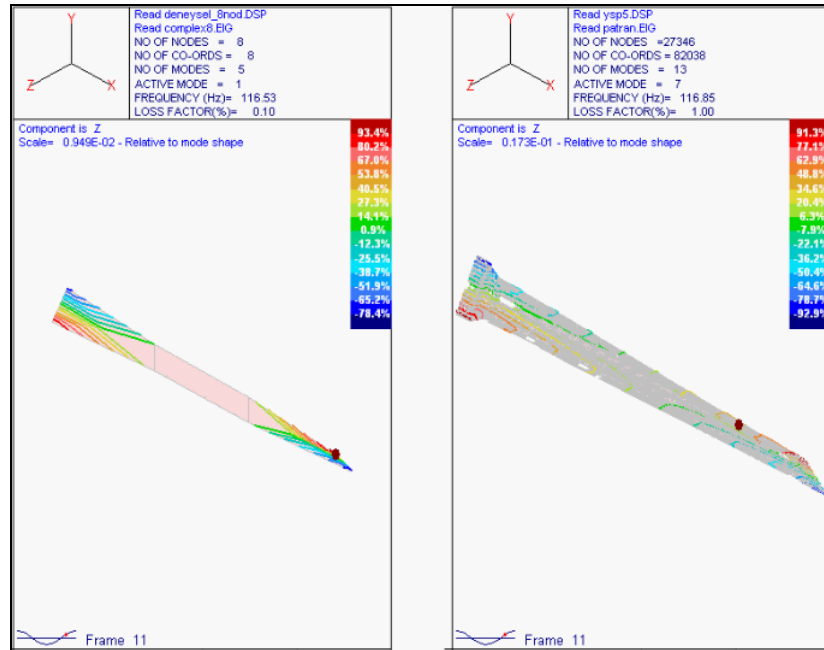 Y
Z
X
Read deneysel_8nod.DSP
Read complex8.EIG
NO OF NODES = 8
NO OF CO-ORDS = 8
NO OF MODES = 5
ACTIVE MODE = 1
FREQUENCY (Hz)= 116.53
LOSS FACTOR(%)= 0.10
Component is Z
Scale= 0.949E-02 - Relative to mode shape
93.4%
80.2%
67.0%
53.8%
40.5%
27.3%
14.1%
0.9%
-12.3%
-25.5%
-38.7%
-51.9%
-65.2%
-78.4%
Frame 11
Y
Z
X
Read ysp5.DSP
Read patran.EIG
NO OF NODES =27346
NO OF CO-ORDS = 82038
NO OF MODES = 13
ACTIVE MODE = 7
FREQUENCY (Hz)= 116.85
LOSS FACTOR(%)= 1.00
Component is Z
Scale= 0.173E-01 - Relative to mode shape
91.3%
77.1%
62.9%
48.8%
34.6%
20.4%
6.3%
-7.9%
-22.1%
-36.2%
-50.4%
-64.6%
-78.7%
-92.9%
Frame 11